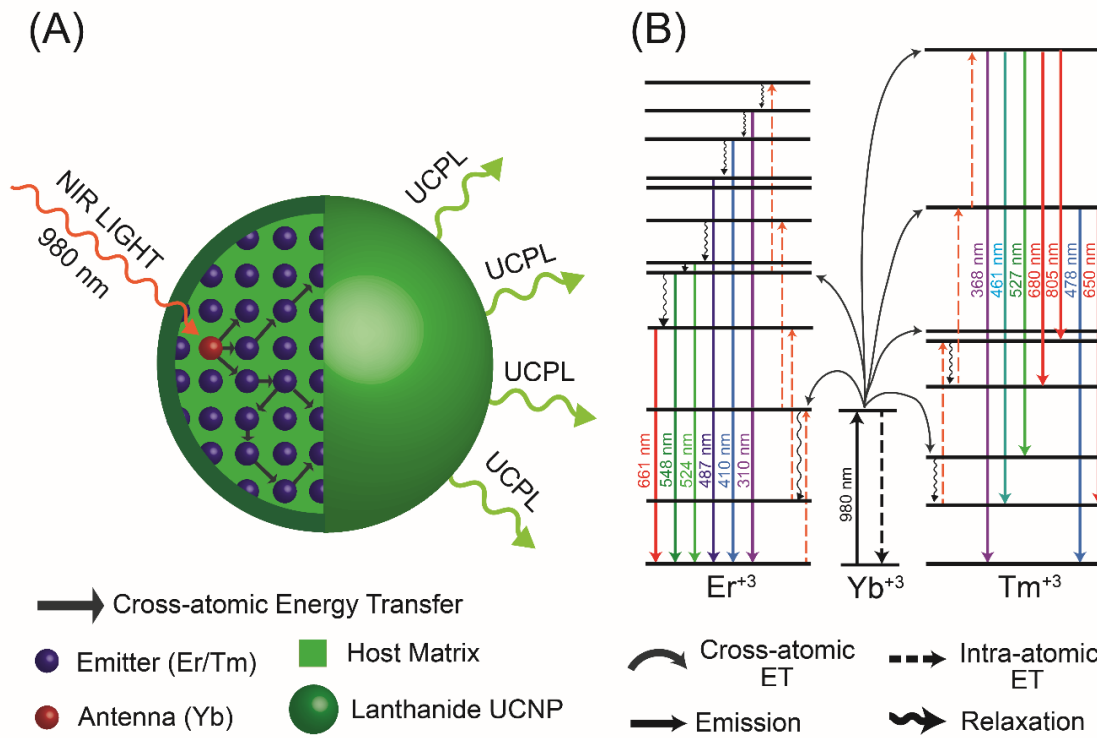 (A)
NIR LIGHT
980 nm
UCPL
UCPL
UCPL
UCPL
Cross-atomic Energy Transfer
Emitter (Er/Tm)
Host Matrix
Antenna (Yb)
Lanthanide UCNP
(B)
661 nm
548 nm
524 nm
487 nm
410 nm
310 nm
980 nm
368 nm
461 nm
527 nm
680 nm
805 nm
478 nm
650 nm
Er+3
Yb+3
Tm+3
Cross-atomic
ET
Intra-atomic
ET
Emission
Relaxation